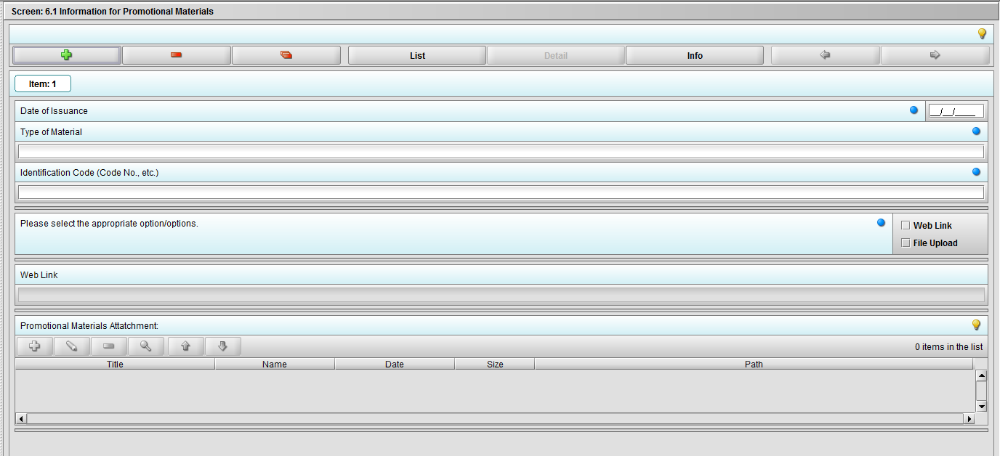 Screen: 6.1 Information for Promotional Materials
List Detail Info
Item: 1
Date of Issuance __/__/____
Type of Material
Identification Code (Code No., etc.)
Please select the appropriate option/options.
Web Link
File Upload
Web Link
Promotional Materials Attatchment:
0 items in the list
Title Name Date Size Path